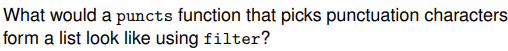 What would a puncts function that picks punctuation characters
form a list look like using filter?